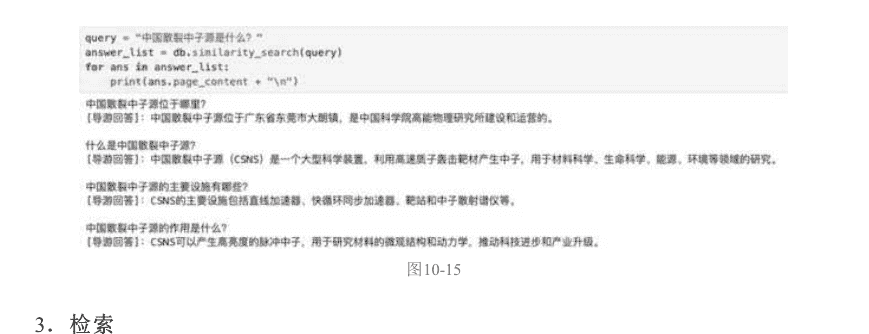 query = "中国散裂中子源是什么？"
answer_list = db.similarity_search(query)
for ans in answer_list:
    print(ans.page_content + "\n")
中国散裂中子源位于哪里？
[导游回答]：中国散裂中子源位于广东省东莞市大朗镇，是中国科学院高能物理研究所建设和运营的。
什么是中国散裂中子源？
[导游回答]：中国散裂中子源（CSNS）是一个大型科学装置，利用高速质子轰击靶材产生中子，用于材料科学、生命科学、能源、环境等领域的研究。
中国散裂中子源的主要设施有哪些？
[导游回答]：CSNS的主要设施包括直线加速器、快循环同步加速器、靶站和中子散射谱仪等。
中国散裂中子源的作用是什么？
[导游回答]：CSNS可以产生高亮度的脉冲中子，用于研究材料的微观结构和动力学，推动科技进步和产业升级。
图10-15
3．检索